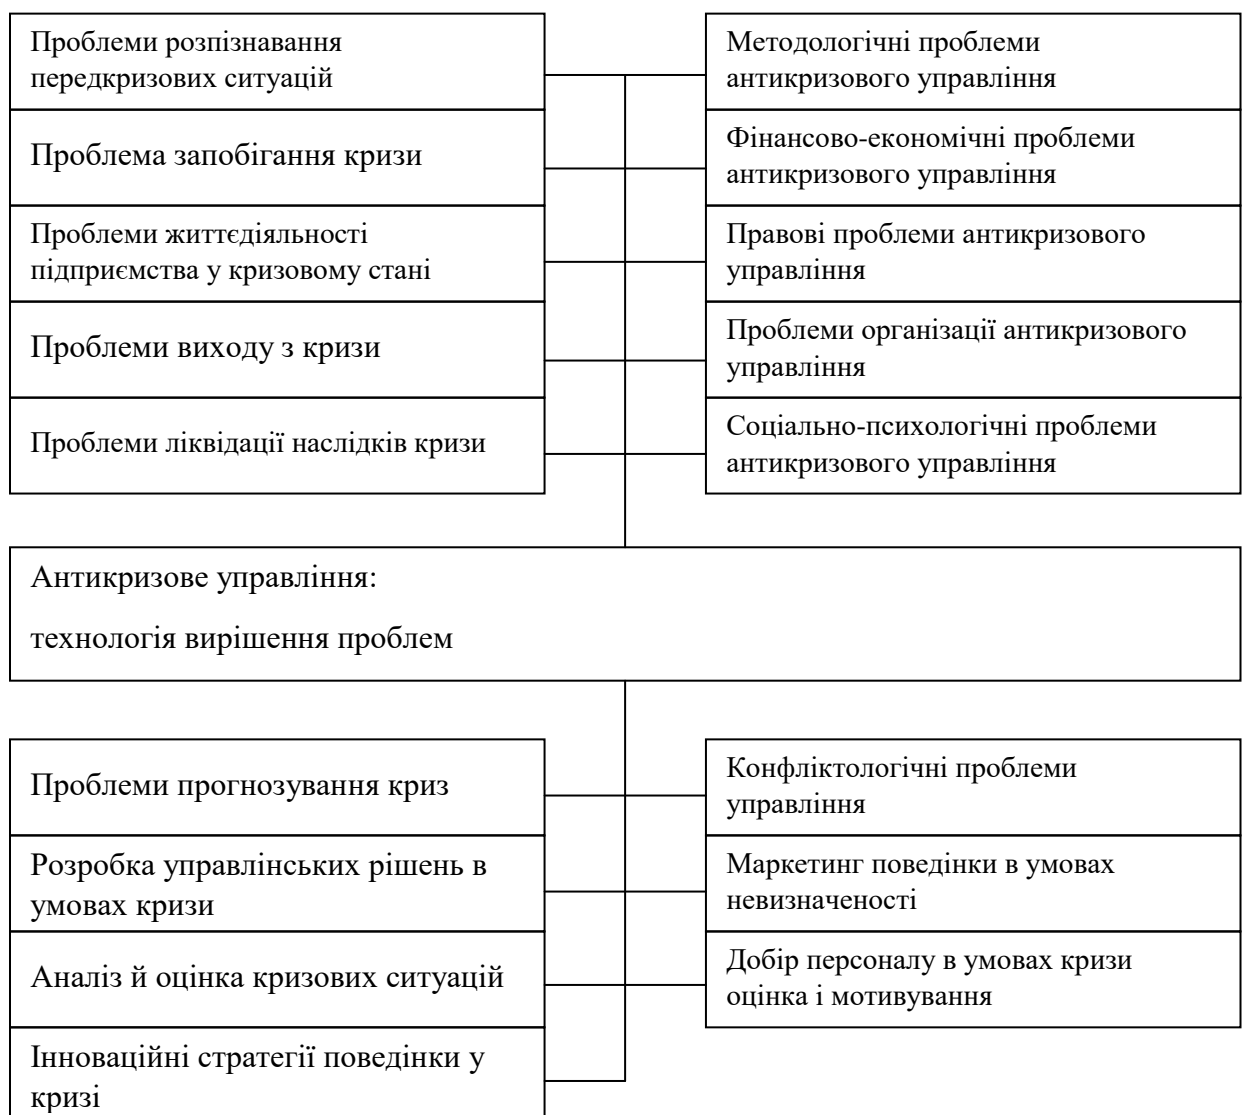 Проблеми розпізнавання
передкризових ситуацій
Проблема запобігання кризи
Проблеми життєдіяльності
підприємства у кризовому стані
Проблеми виходу з кризи
Проблеми ліквідації наслідків кризи
Методологічні проблеми
антикризового управління
Фінансово-економічні проблеми
антикризового управління
Правові проблеми антикризового
управління
Проблеми організації антикризового
управління
Соціально-психологічні проблеми
антикризового управління
Антикризове управління:
технологія вирішення проблем
Проблеми прогнозування криз
Розробка управлінських рішень в
умовах кризи
Аналіз й оцінка кризових ситуацій
Інноваційні стратегії поведінки у
кризі
Конфліктологічні проблеми
управління
Маркетинг поведінки в умовах
невизначеності
Добір персоналу в умовах кризи
оцінка і мотивування